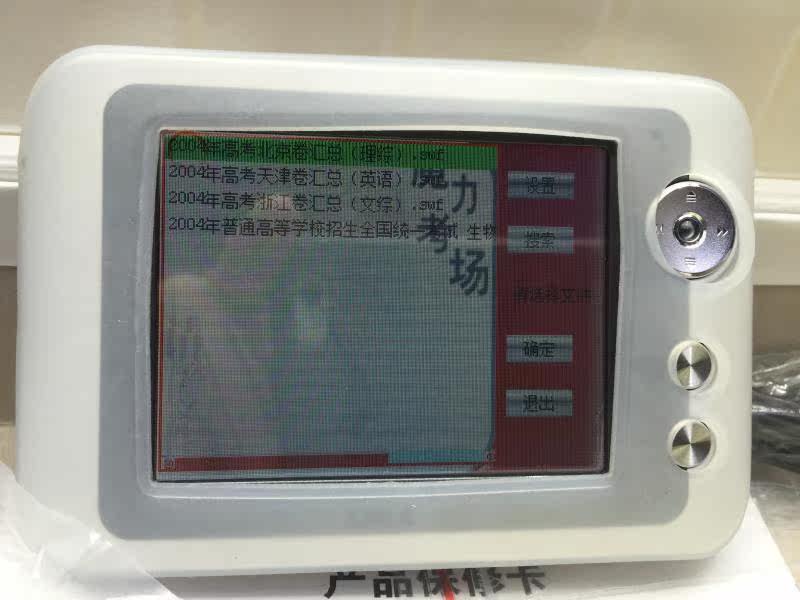 2004年高考北京卷汇总（理综）.swf
2004年高考天津卷汇总（英语）
2004年高考浙江卷汇总（文综）.swf
2004年普通高等学校招生全国统一 试 生物
魔力考场
设置
搜索
请选择文件
确定
退出
产品保修卡